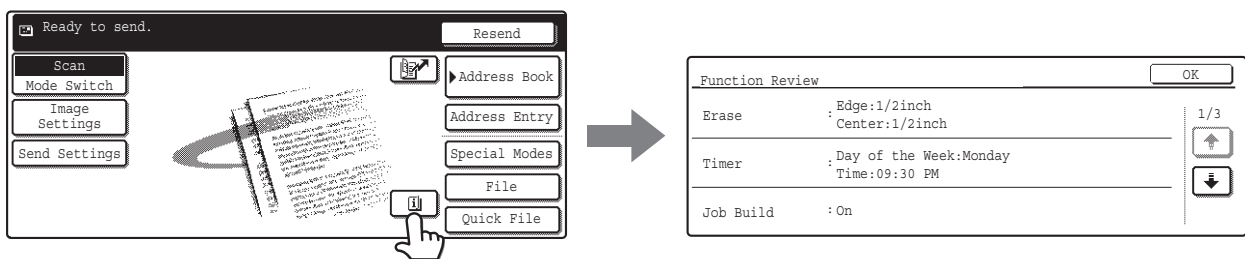 Ready to send.
Resend
Scan
Mode Switch
Image
Settings
Send Settings
Address Book
Address Entry
Special Modes
File
Quick File
Function Review
OK
Erase
: Edge:1/2inch
Center:1/2inch
Timer
: Day of the Week:Monday
Time:09:30 PM
Job Build
: On
1/3